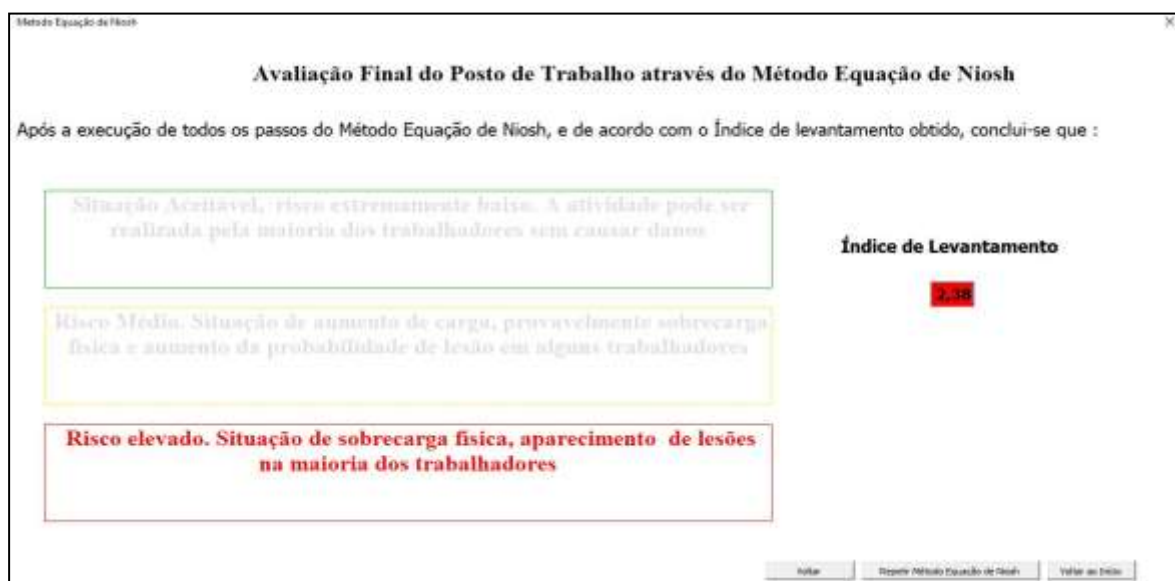 Metodo Equação de Niosh
Avaliação Final do Posto de Trabalho através do Método Equação de Niosh
Após a execução de todos os passos do Método Equação de Niosh, e de acordo com o Índice de levantamento obtido, conclui-se que :
Situação Aceitável, risco extremamente baixo. A atividade pode ser
realizada pela maioria dos trabalhadores sem causar danos
Índice de Levantamento
2,38
Risco Médio. Situação de aumento de carga, provavelmente sobrecarga
física e aumento da probabilidade de lesão em alguns trabalhadores
Risco elevado. Situação de sobrecarga física, aparecimento de lesões
na maioria dos trabalhadores
Voltar
Repetir Método Equação de Niosh
Voltar ao Início